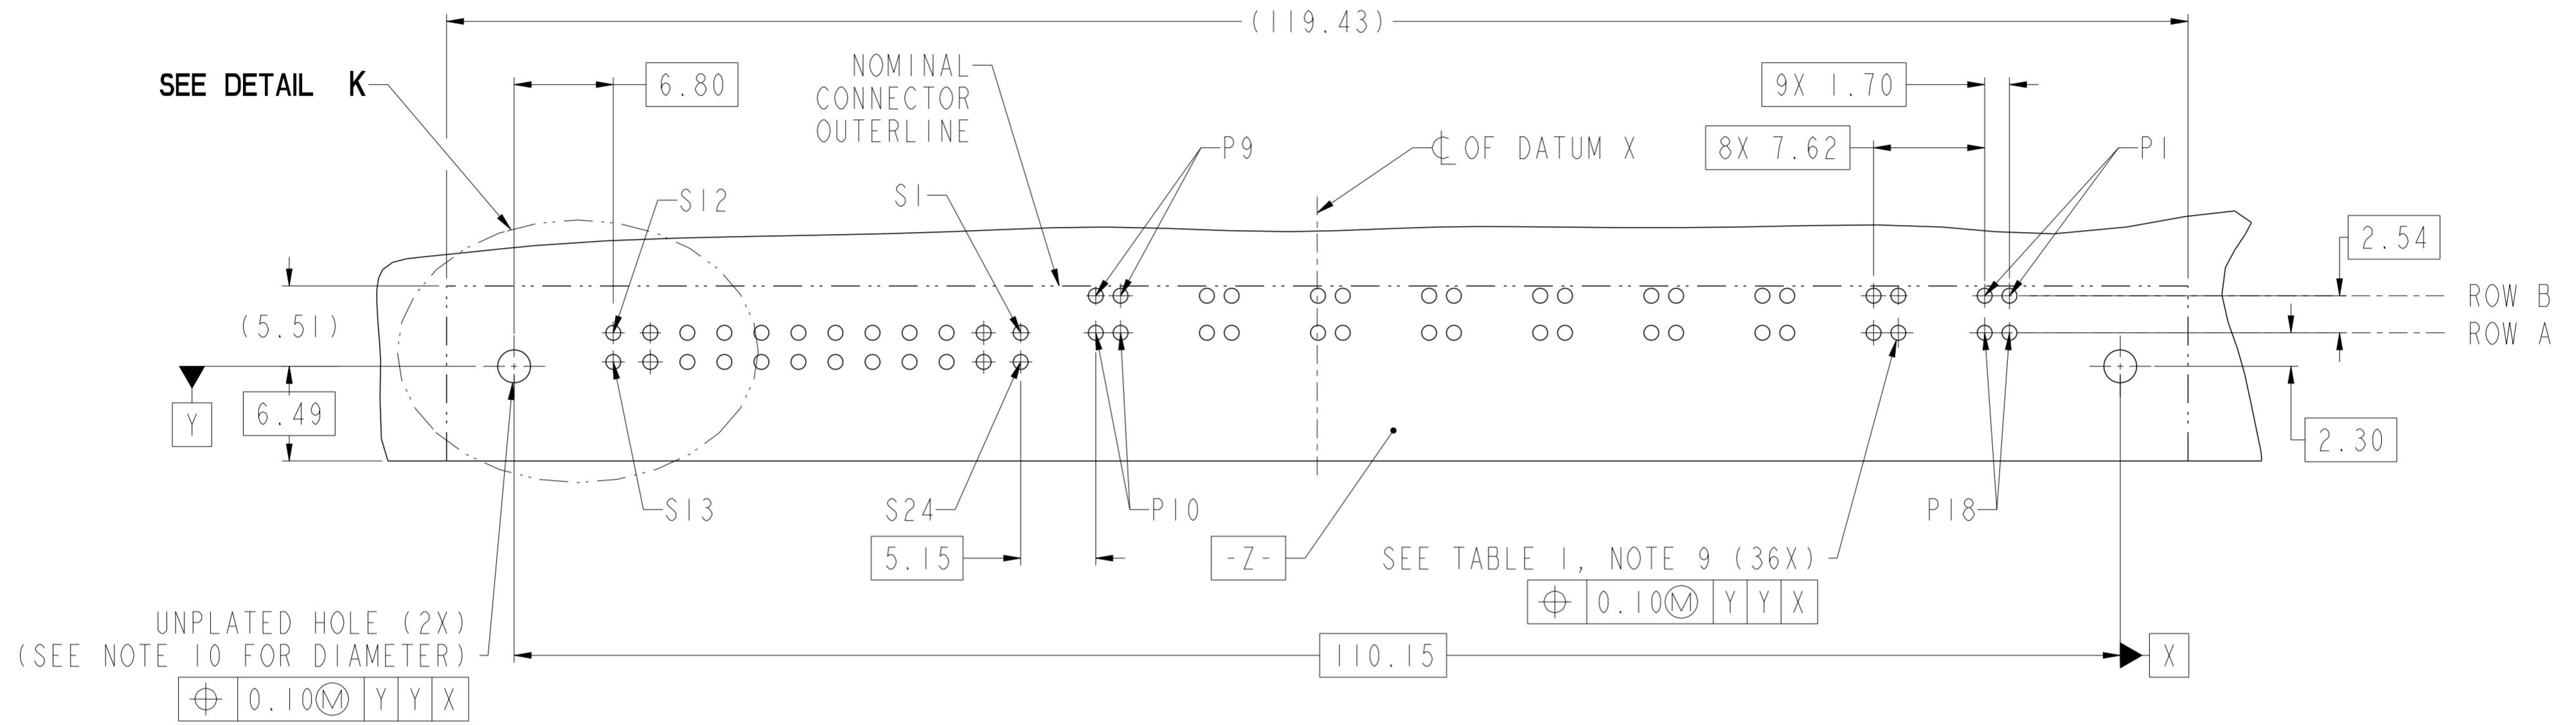 (119.43)
SEE DETAIL K
6.80
NOMINAL
CONNECTOR
OUTERLINE
9X 1.70
P9
℄ OF DATUM X
8X 7.62
P1
S12
S1
2.54
ROW B
(5.51)
ROW A
Y
6.49
2.30
S13
S24
P10
P18
5.15
-Z-
SEE TABLE 1, NOTE 9 (36X)
⌖ 0.10Ⓜ Y Y X
UNPLATED HOLE (2X)
(SEE NOTE 10 FOR DIAMETER)
⌖ 0.10Ⓜ Y Y X
110.15
X